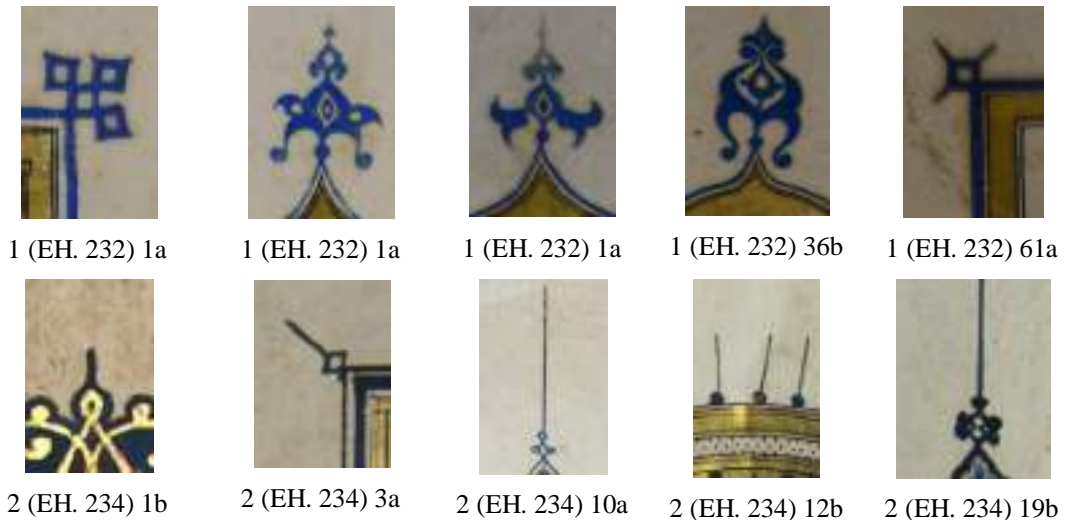 1 (EH. 232) 1a
1 (EH. 232) 1a
1 (EH. 232) 1a
1 (EH. 232) 36b
1 (EH. 232) 61a
2 (EH. 234) 1b
2 (EH. 234) 3a
2 (EH. 234) 10a
2 (EH. 234) 12b
2 (EH. 234) 19b